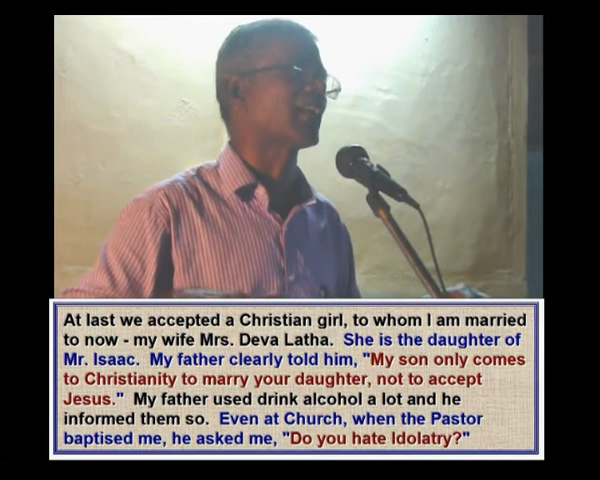 At last we accepted a Christian girl, to whom I am married
to now - my wife Mrs. Deva Latha.  She is the daughter of
Mr. Isaac.  My father clearly told him, "My son only comes
to Christianity to marry your daughter, not to accept
Jesus."  My father used drink alcohol a lot and he
informed them so.  Even at Church, when the Pastor
baptised me, he asked me, "Do you hate Idolatry?"